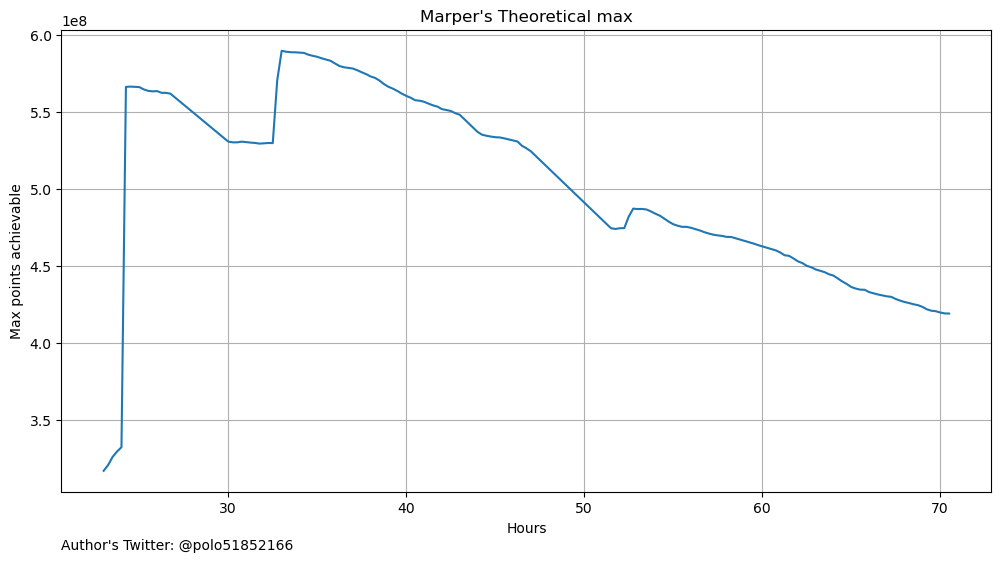 Marper's Theoretical max
1e8
6.0
5.5
5.0
4.5
4.0
3.5
Max points achievable
30 40 50 60 70
Hours
Author's Twitter: @polo51852166